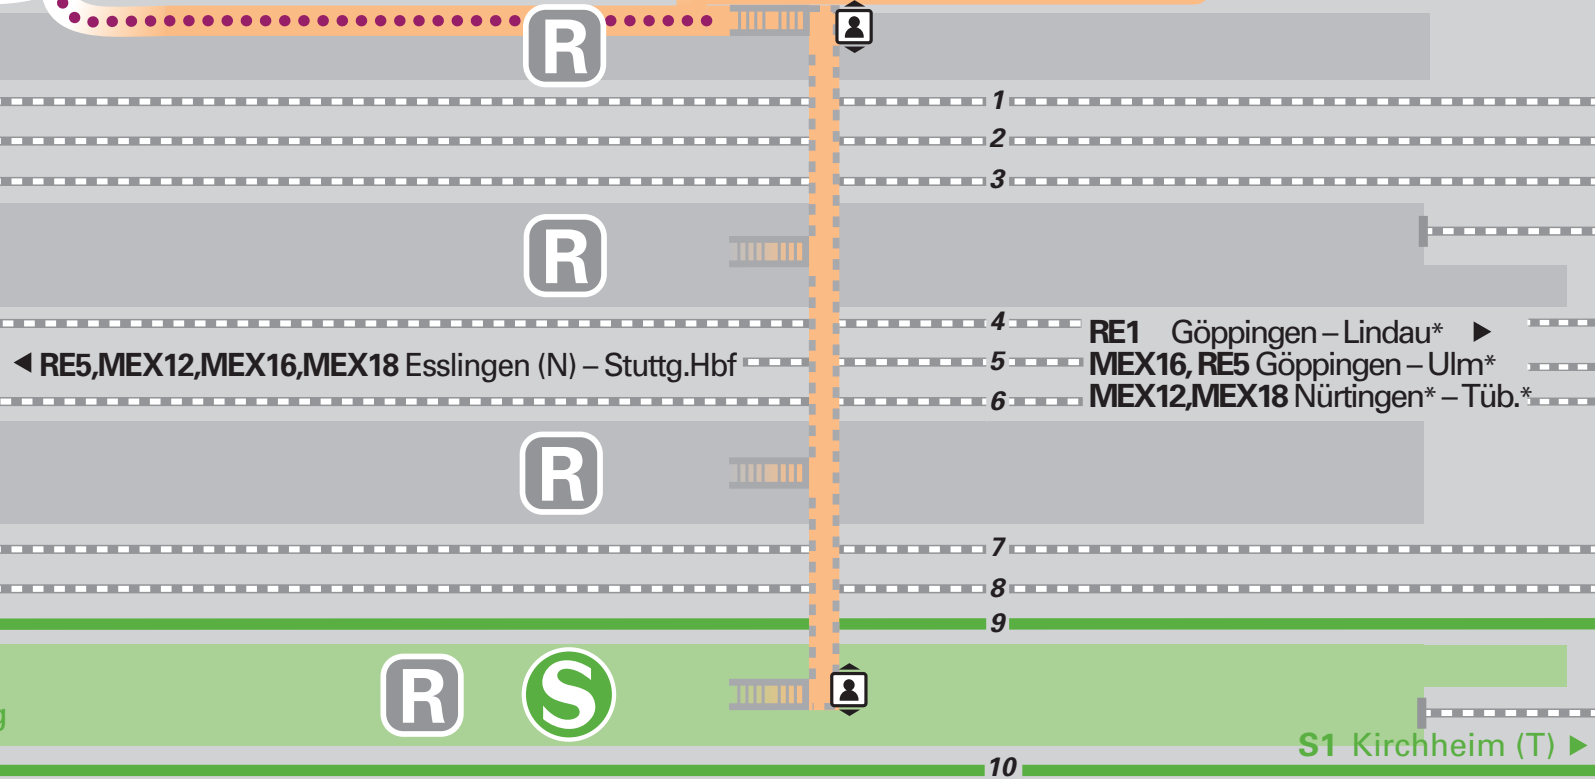 R
1
2
3
R
4
RE1 Göppingen – Lindau*
RE5,MEX12,MEX16,MEX18 Esslingen (N) – Stuttg.Hbf
5
MEX16, RE5 Göppingen – Ulm*
6
MEX12,MEX18 Nürtingen* – Tüb.*
R
7
8
9
R
S
g
S1 Kirchheim (T)
10